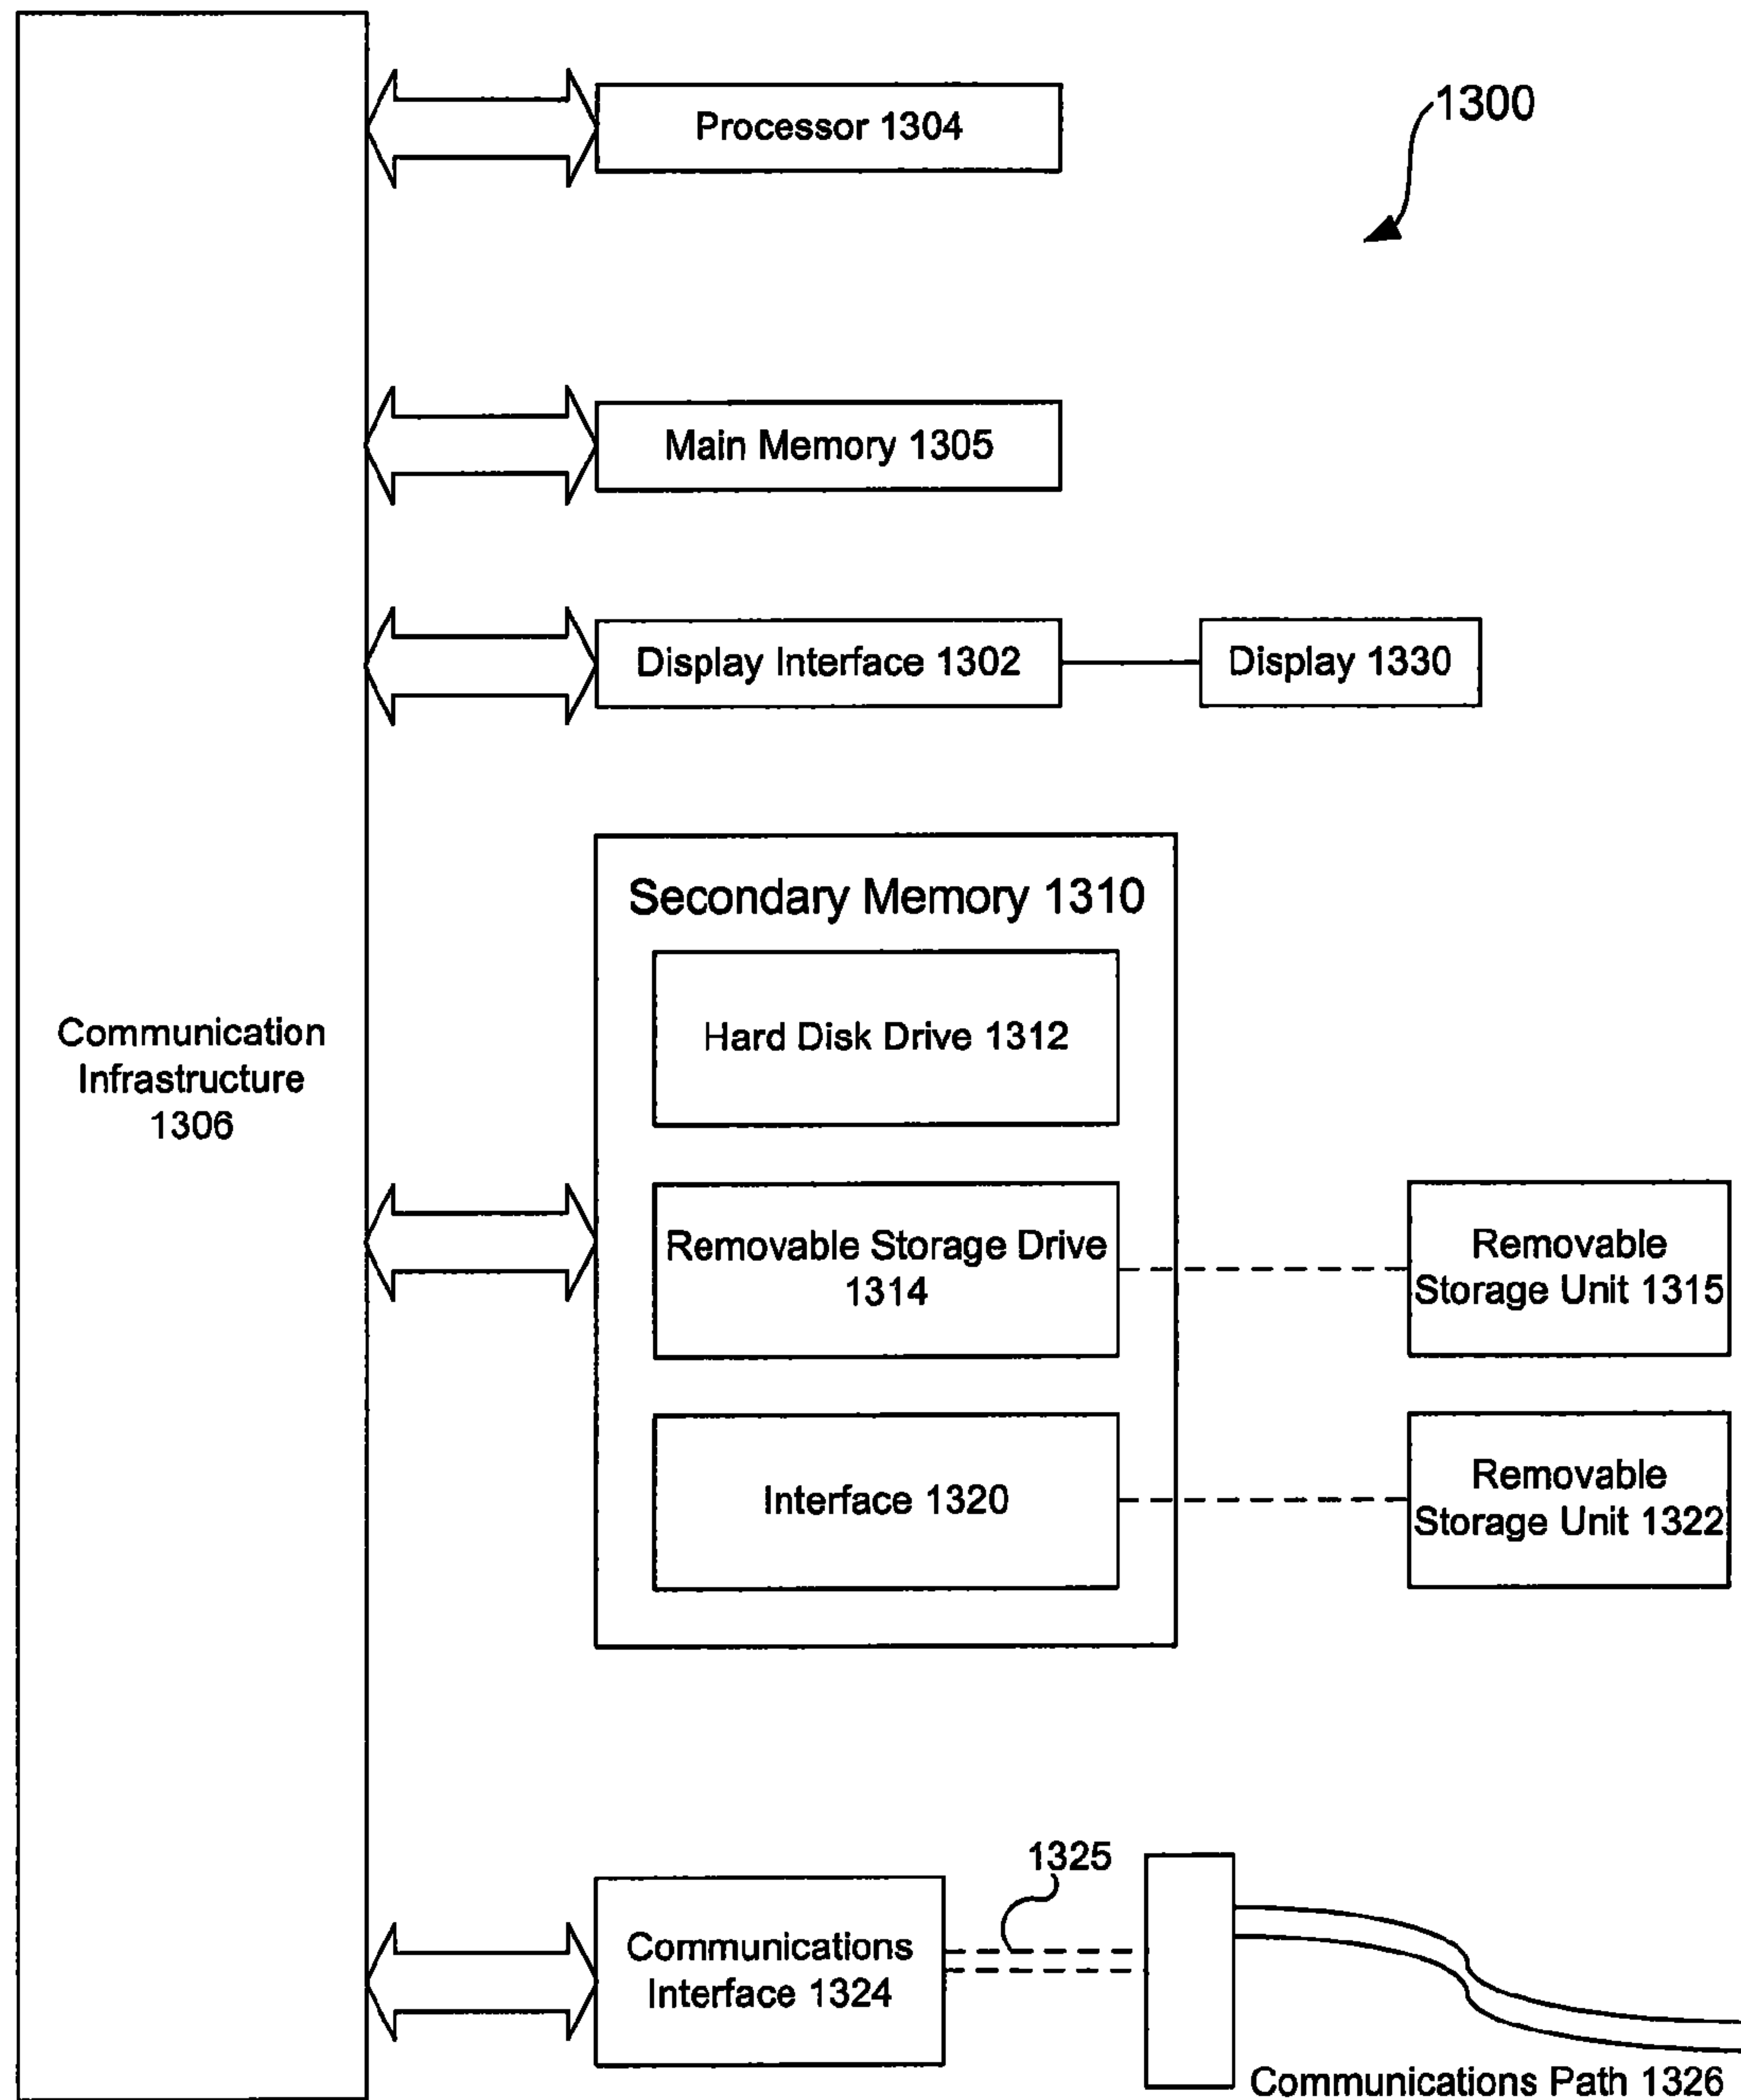 1300
Processor 1304
Main Memory 1305
Display Interface 1302
Display 1330
Secondary Memory 1310
Hard Disk Drive 1312
Communication
Infrastructure
1306
Removable Storage Drive
1314
Removable
Storage Unit 1315
Interface 1320
Removable
Storage Unit 1322
1325
Communications
Interface 1324
Communications Path 1326